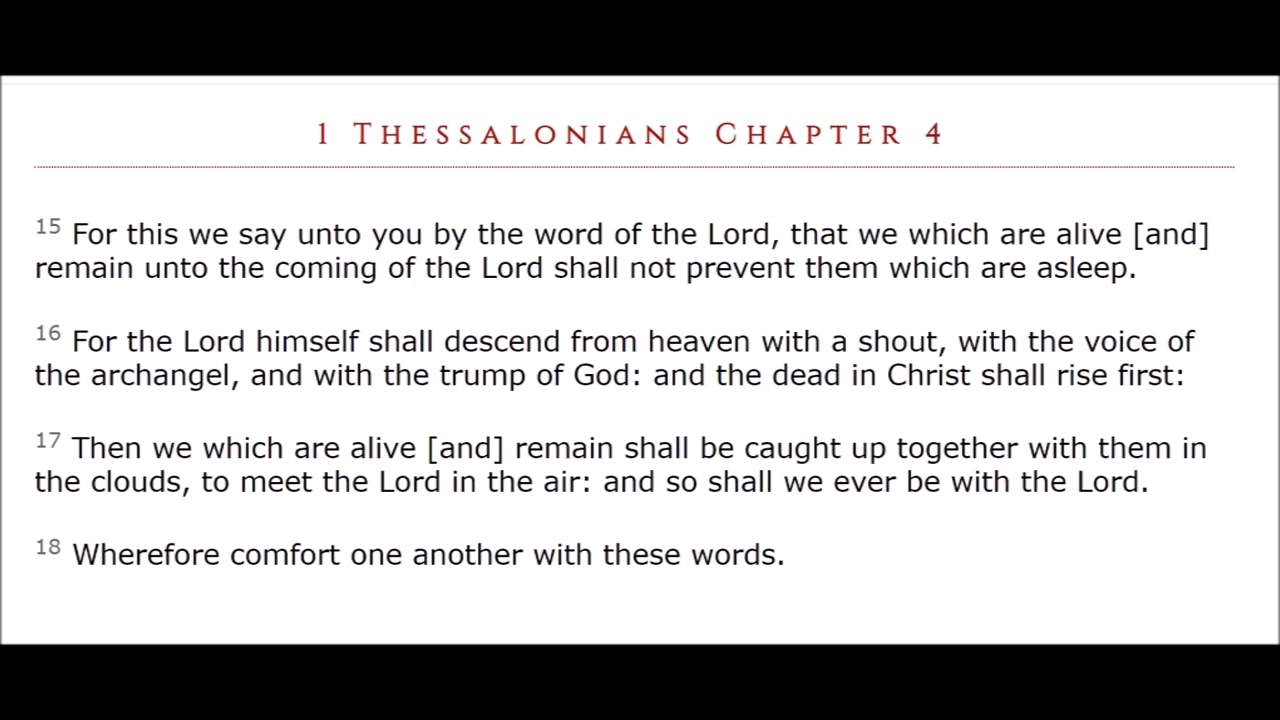 1 Thessalonians Chapter 4
15 For this we say unto you by the word of the Lord, that we which are alive [and]
remain unto the coming of the Lord shall not prevent them which are asleep.
16 For the Lord himself shall descend from heaven with a shout, with the voice of
the archangel, and with the trump of God: and the dead in Christ shall rise first:
17 Then we which are alive [and] remain shall be caught up together with them in
the clouds, to meet the Lord in the air: and so shall we ever be with the Lord.
18 Wherefore comfort one another with these words.